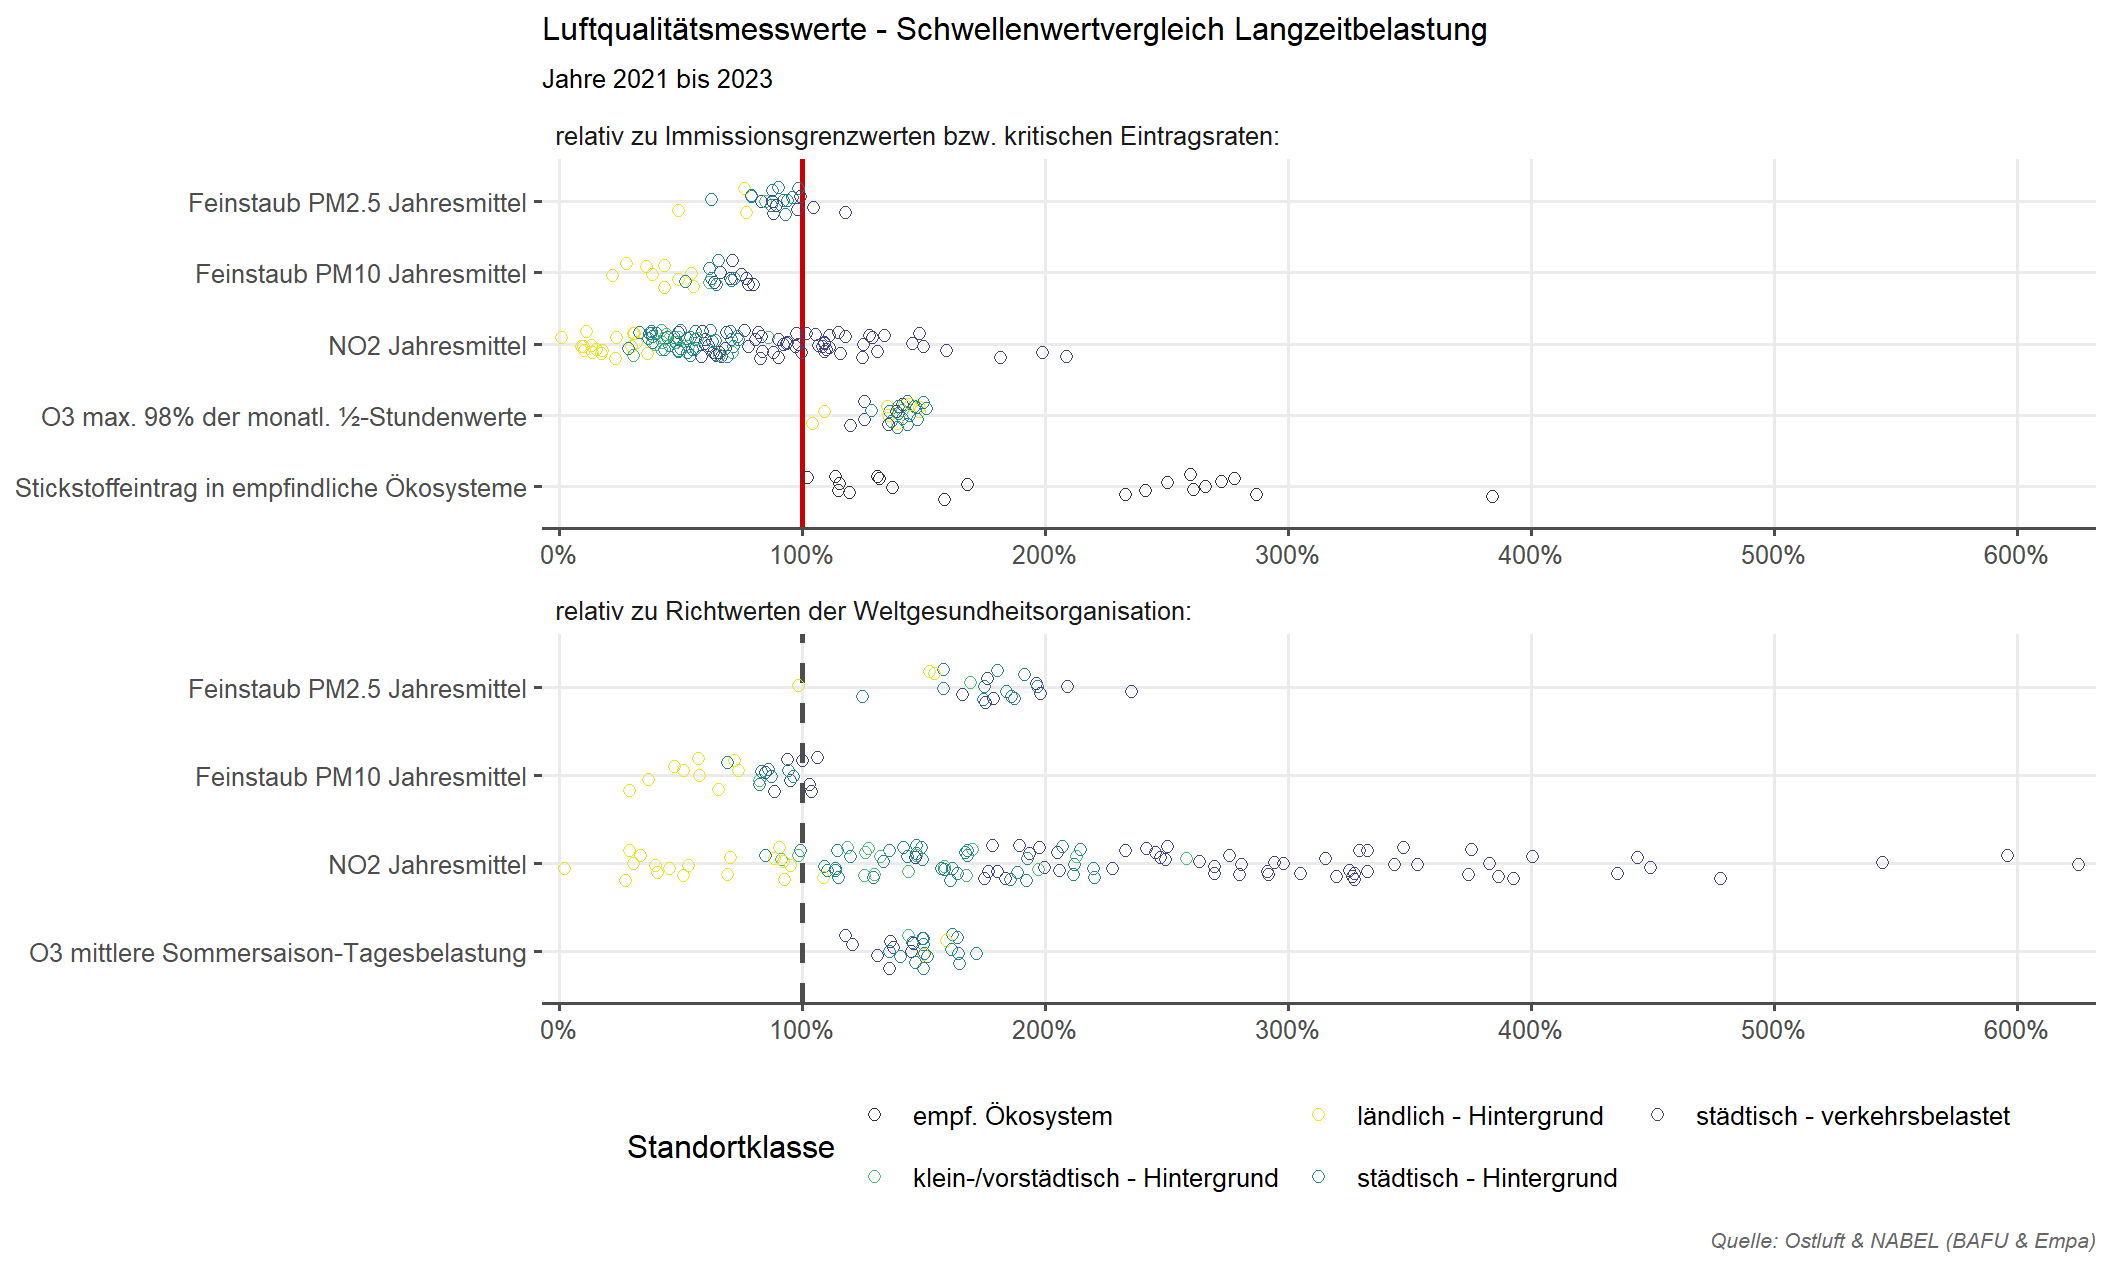 Luftqualitätsmesswerte - Schwellenwertvergleich Langzeitbelastung
Jahre 2021 bis 2023
relativ zu Immissionsgrenzwerten bzw. kritischen Eintragsraten:
Feinstaub PM2.5 Jahresmittel
Feinstaub PM10 Jahresmittel
NO2 Jahresmittel
O3 max. 98% der monatl. ½-Stundenwerte
Stickstoffeintrag in empfindliche Ökosysteme
0% 100% 200% 300% 400% 500% 600%
relativ zu Richtwerten der Weltgesundheitsorganisation:
Feinstaub PM2.5 Jahresmittel
Feinstaub PM10 Jahresmittel
NO2 Jahresmittel
O3 mittlere Sommersaison-Tagesbelastung
0% 100% 200% 300% 400% 500% 600%
Standortklasse
empf. Ökosystem ländlich - Hintergrund städtisch - verkehrsbelastet
klein-/vorstädtisch - Hintergrund städtisch - Hintergrund
Quelle: Ostluft & NABEL (BAFU & Empa)